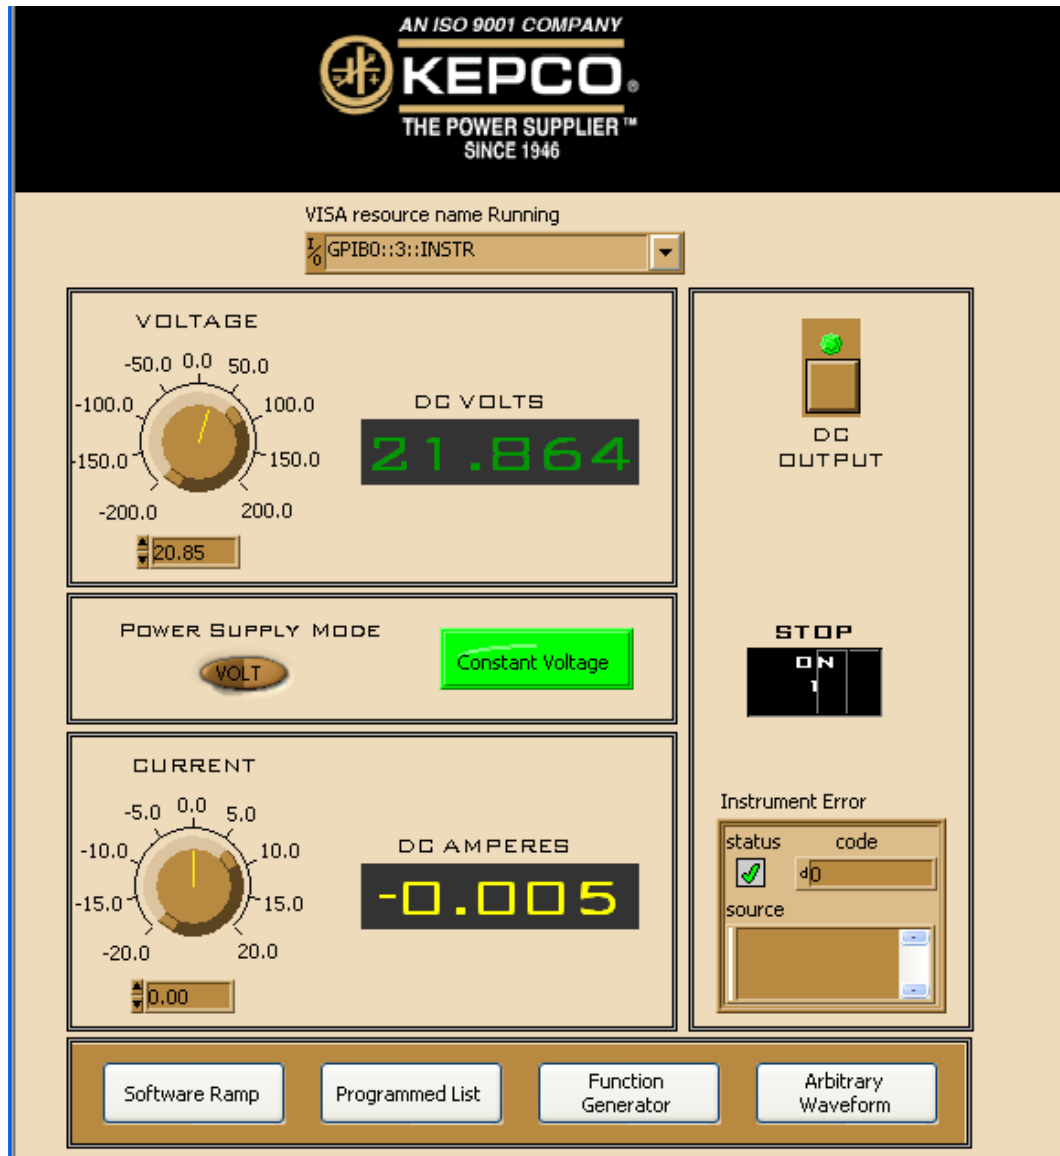 AN ISO 9001 COMPANY
KEPCO®
THE POWER SUPPLIER™
SINCE 1946
VISA resource name Running
I/O GPIB0::3::INSTR
VOLTAGE
-50.0 0.0 50.0
-100.0 100.0
-150.0 150.0
-200.0 200.0
20.85
DC VOLTS
21.864
DC
OUTPUT
POWER SUPPLY MODE
VOLT
Constant Voltage
STOP
ON
1
CURRENT
-5.0 0.0 5.0
-10.0 10.0
-15.0 15.0
-20.0 20.0
0.00
DC AMPERES
-0.005
Instrument Error
status code
d0
source
Software Ramp
Programmed List
Function
Generator
Arbitrary
Waveform